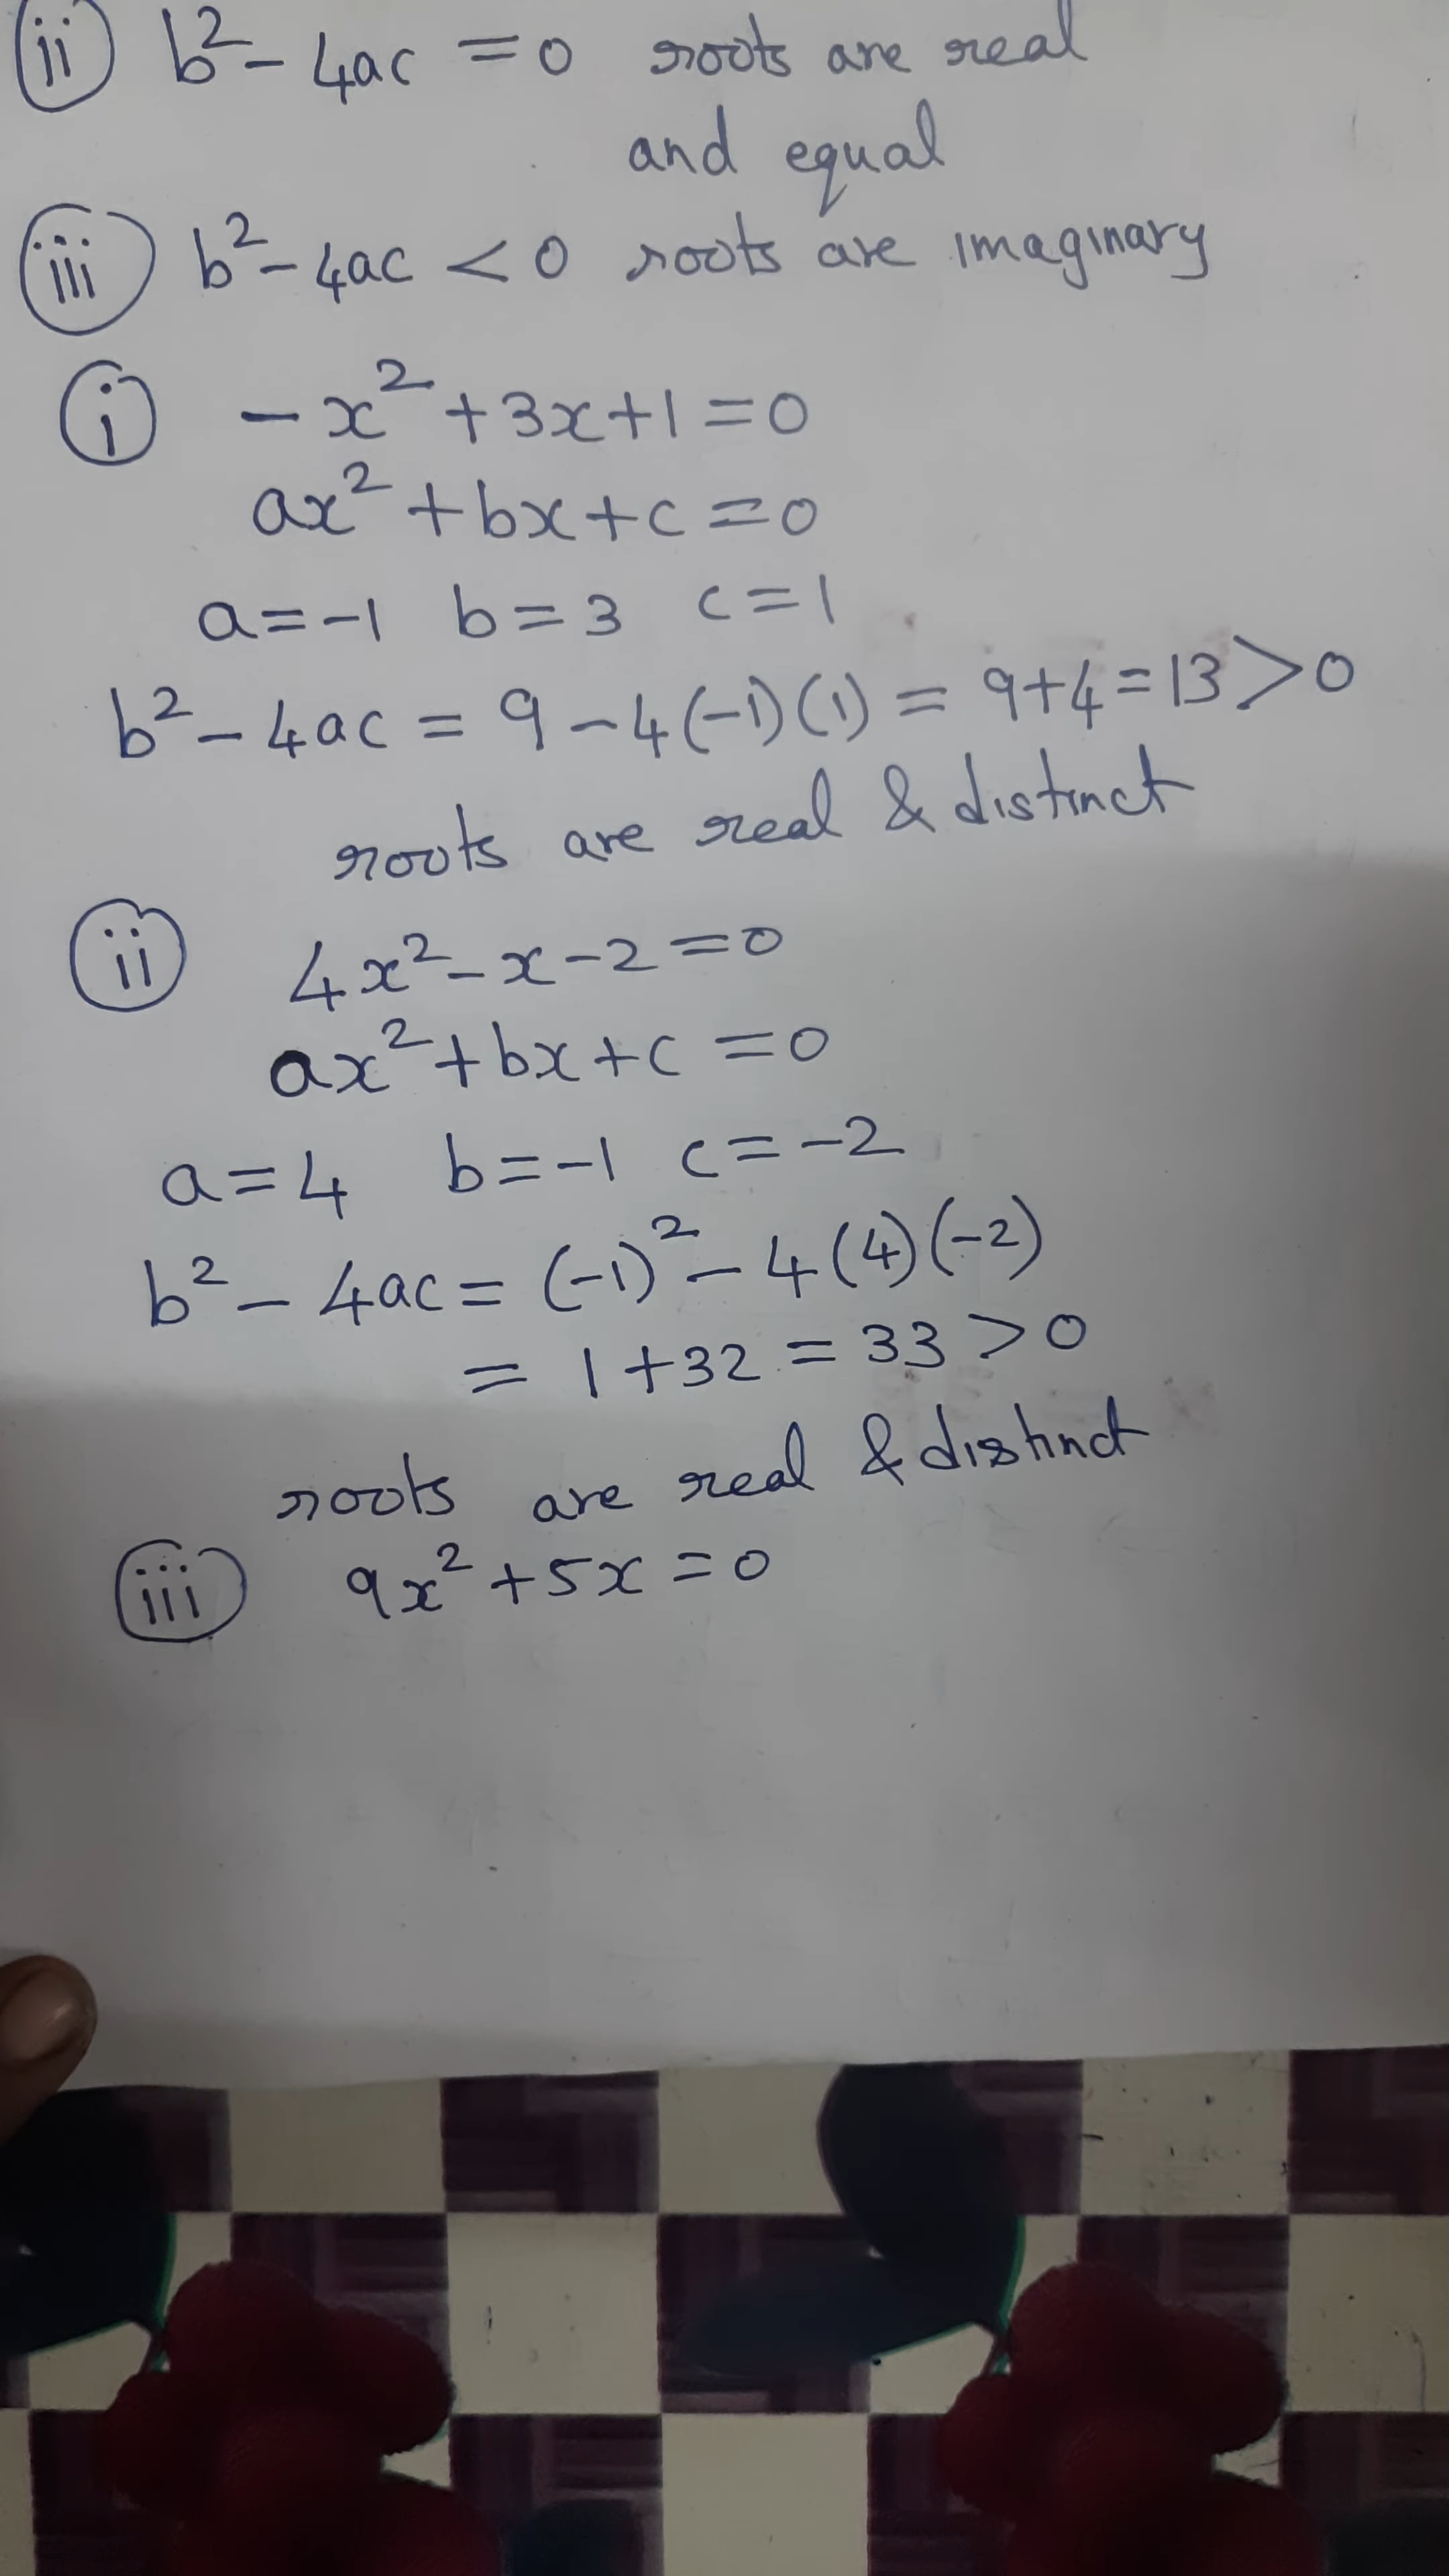 (ii) b² - 4ac = 0 roots are real
and equal
(iii) b² - 4ac < 0 roots are imaginary
(i) - x² + 3x + 1 = 0
ax² + bx + c = 0
a = -1 b = 3 c = 1
b² - 4ac = 9 - 4(-1)(1) = 9 + 4 = 13 > 0
roots are real & distinct
(ii) 4x² - x - 2 = 0
ax² + bx + c = 0
a = 4 b = -1 c = -2
b² - 4ac = (-1)² - 4(4)(-2)
= 1 + 32 = 33 > 0
roots are real & distinct
(iii) 9x² + 5x = 0